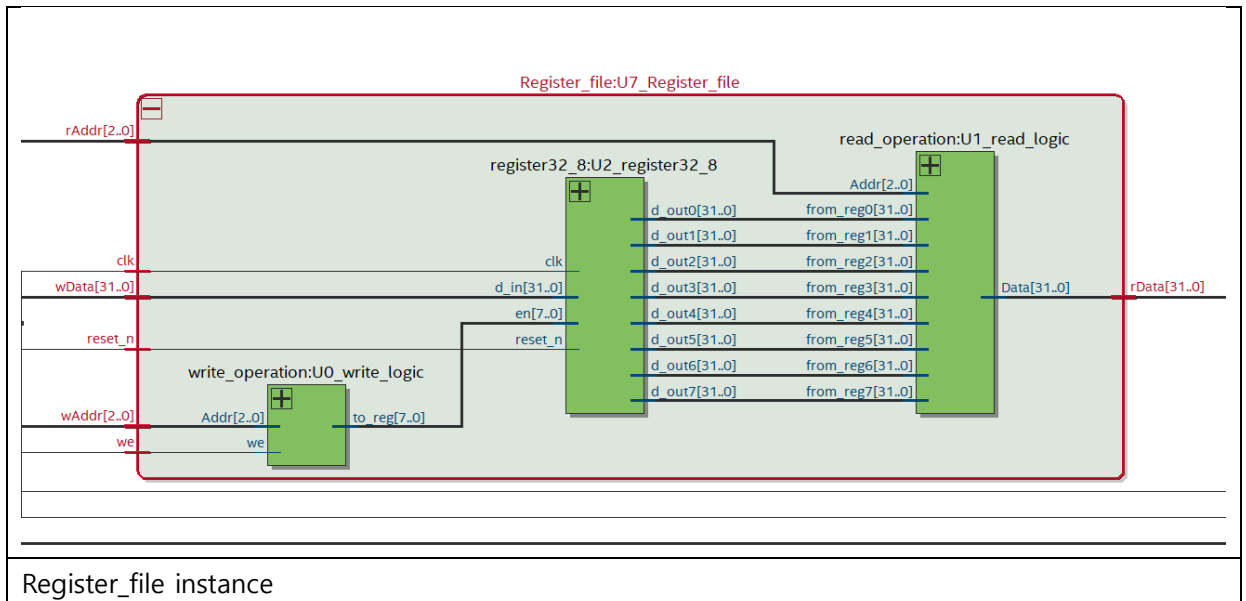 Register_file:U7_Register_file
rAddr[2..0]
read_operation:U1_read_logic
register32_8:U2_register32_8
Addr[2..0]
d_out0[31..0] from_reg0[31..0]
d_out1[31..0] from_reg1[31..0]
clk clk d_out2[31..0] from_reg2[31..0]
wData[31..0] d_in[31..0] d_out3[31..0] from_reg3[31..0] Data[31..0] rData[31..0]
en[7..0] d_out4[31..0] from_reg4[31..0]
reset_n reset_n d_out5[31..0] from_reg5[31..0]
d_out6[31..0] from_reg6[31..0]
write_operation:U0_write_logic
d_out7[31..0] from_reg7[31..0]
wAddr[2..0] Addr[2..0] to_reg[7..0]
we we
Register_file instance